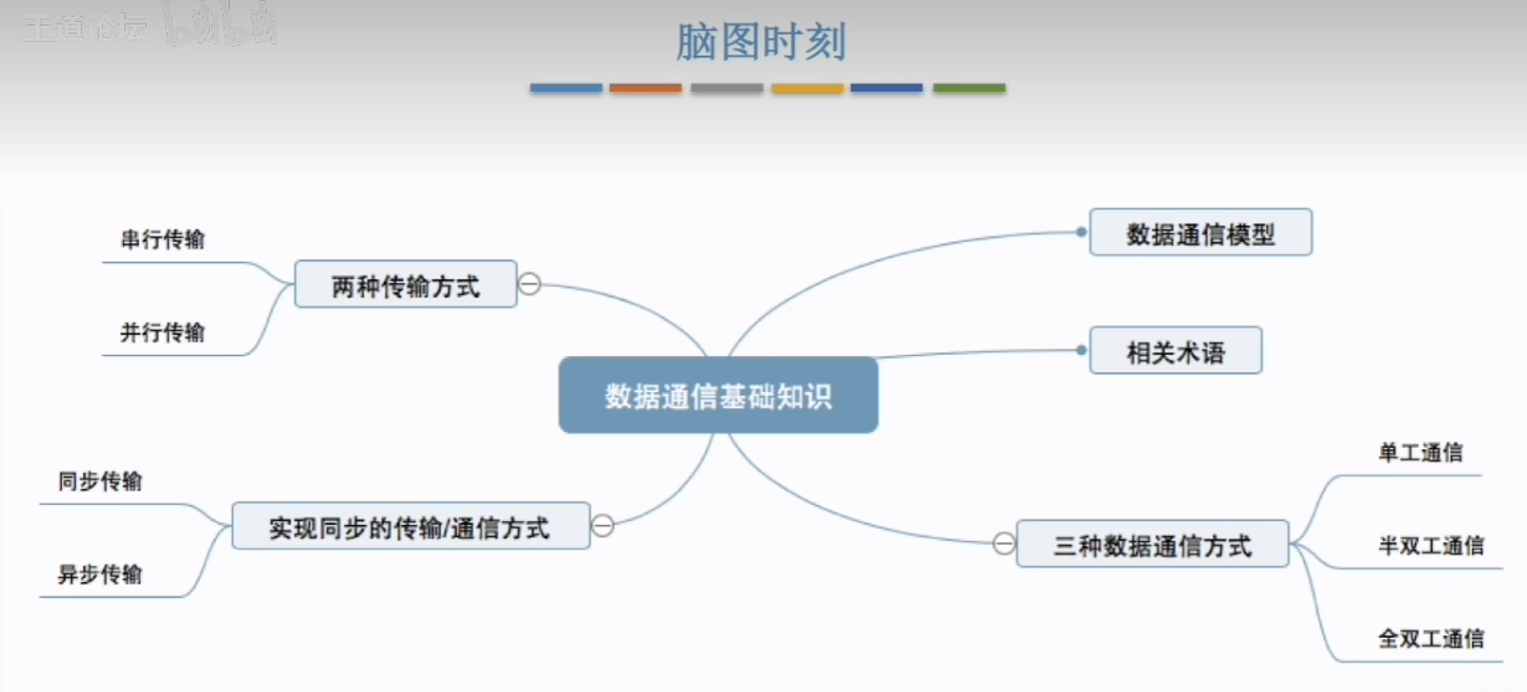 王道论坛 bilibili
脑图时刻
串行传输
两种传输方式
并行传输
数据通信模型
相关术语
数据通信基础知识
同步传输
实现同步的传输/通信方式
异步传输
单工通信
三种数据通信方式
半双工通信
全双工通信